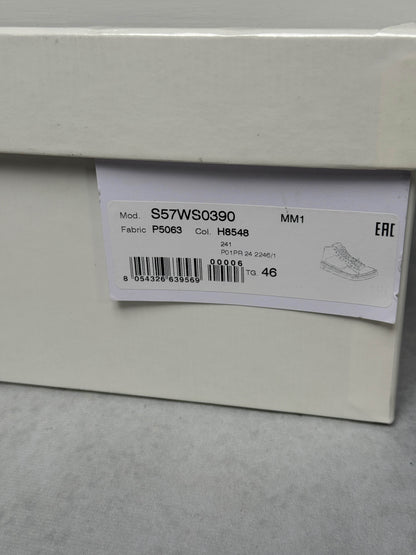 Mod. S57WS0390 MM1 EAC
Fabric P5063 Col. H8548
241
P01PR 24 2246/1
00006
8 054326 639569 TG 46